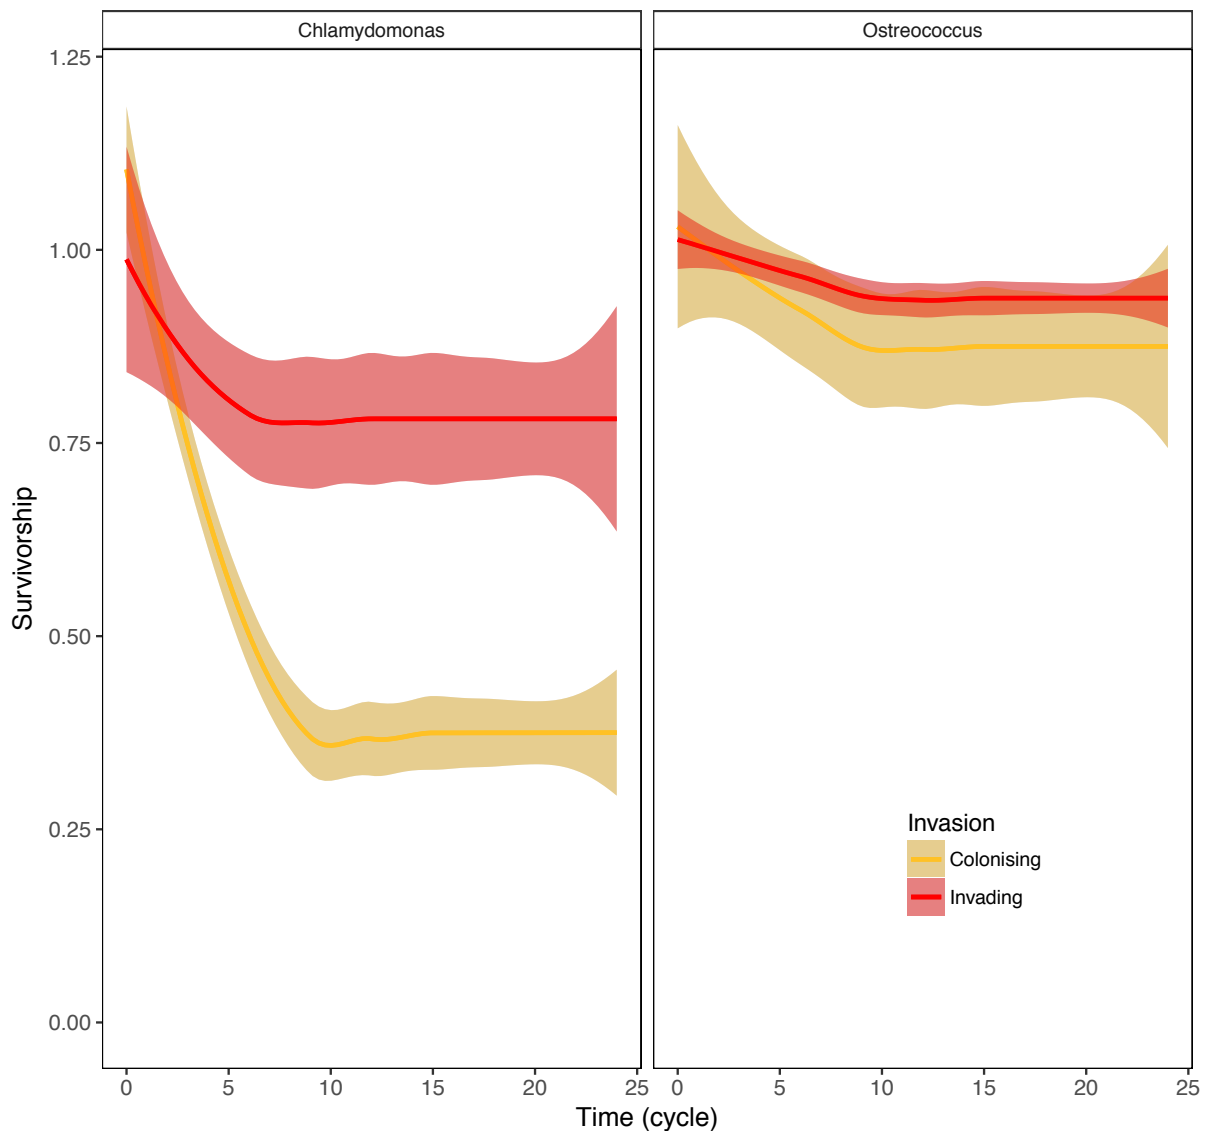 Chlamydomonas
Ostreococcus
Survivorship
1.25
1.00
0.75
0.50
0.25
0.00
Invasion
Colonising
Invading
0 5 10 15 20 25
0 5 10 15 20 25
Time (cycle)